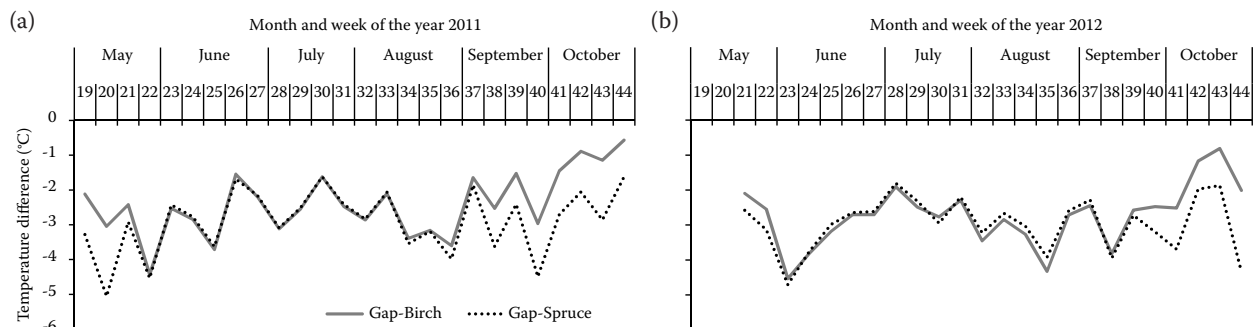 (a)
Month and week of the year 2011
May June July August September October
19 20 21 22 23 24 25 26 27 28 29 30 31 32 33 34 35 36 37 38 39 40 41 42 43 44
0
-1
-2
-3
-4
-5
-6
Temperature difference (°C)
Gap-Birch Gap-Spruce
(b)
Month and week of the year 2012
May June July August September October
19 20 21 22 23 24 25 26 27 28 29 30 31 32 33 34 35 36 37 38 39 40 41 42 43 44